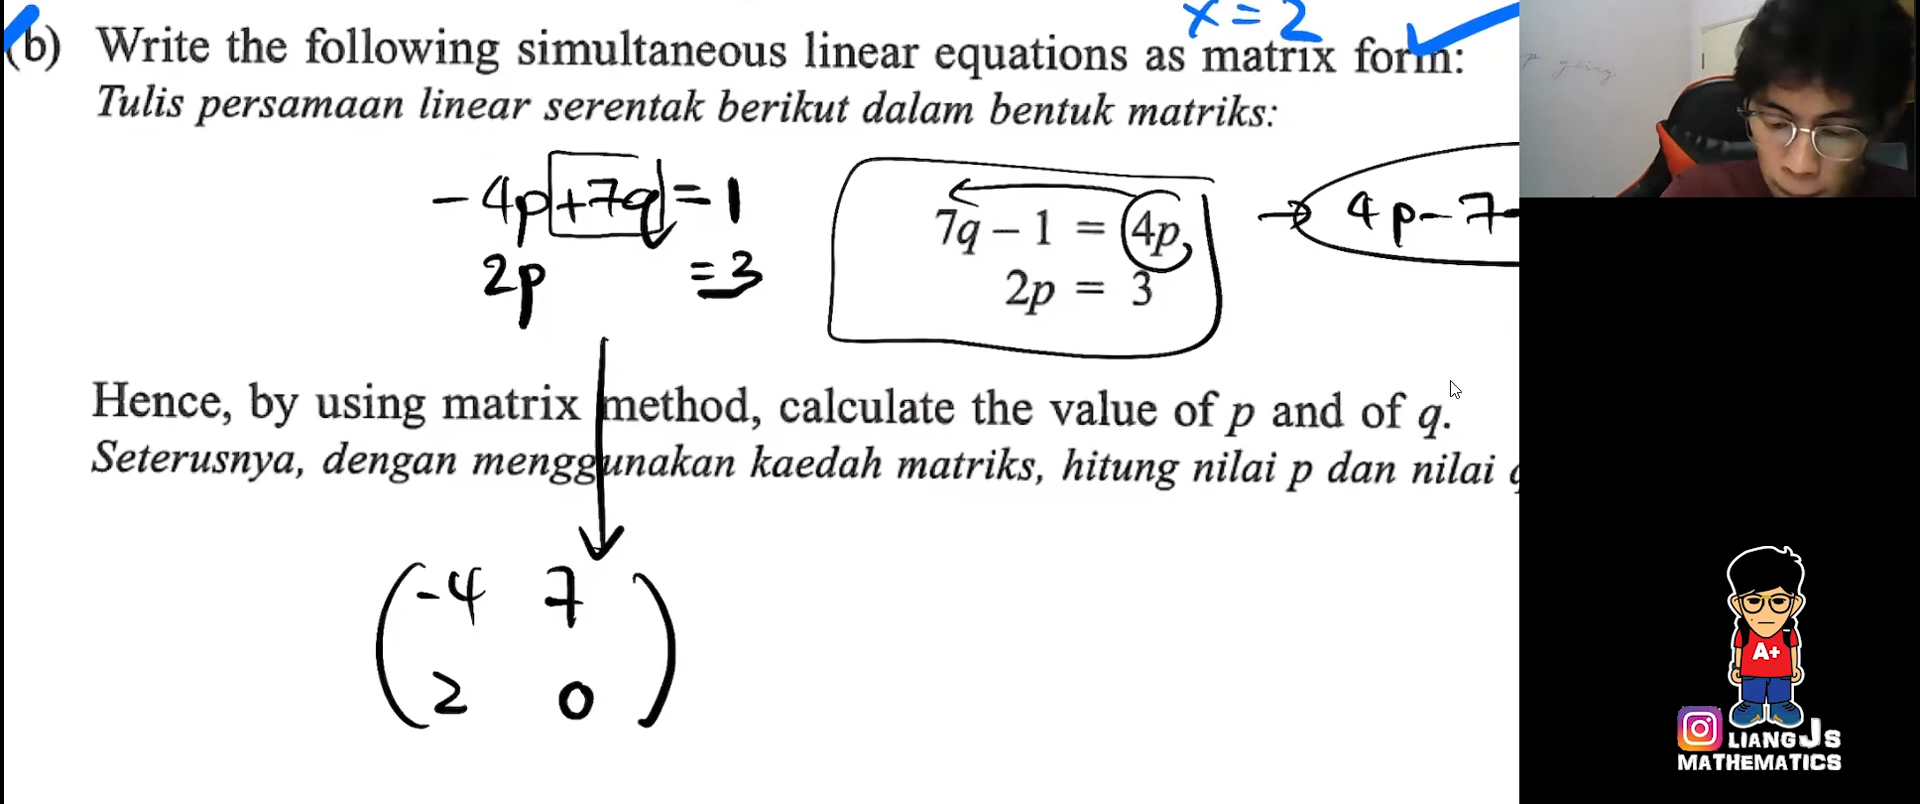 x = 2
(b) Write the following simultaneous linear equations as matrix form:
Tulis persamaan linear serentak berikut dalam bentuk matriks:
-4p+7q=1
2p =3
7q – 1 = 4p,
2p = 3
→ 4p-7
Hence, by using matrix method, calculate the value of p and of q.
Seterusnya, dengan menggunakan kaedah matriks, hitung nilai p dan nilai
-4 7
2 0
A+
LIANGJS
MATHEMATICS